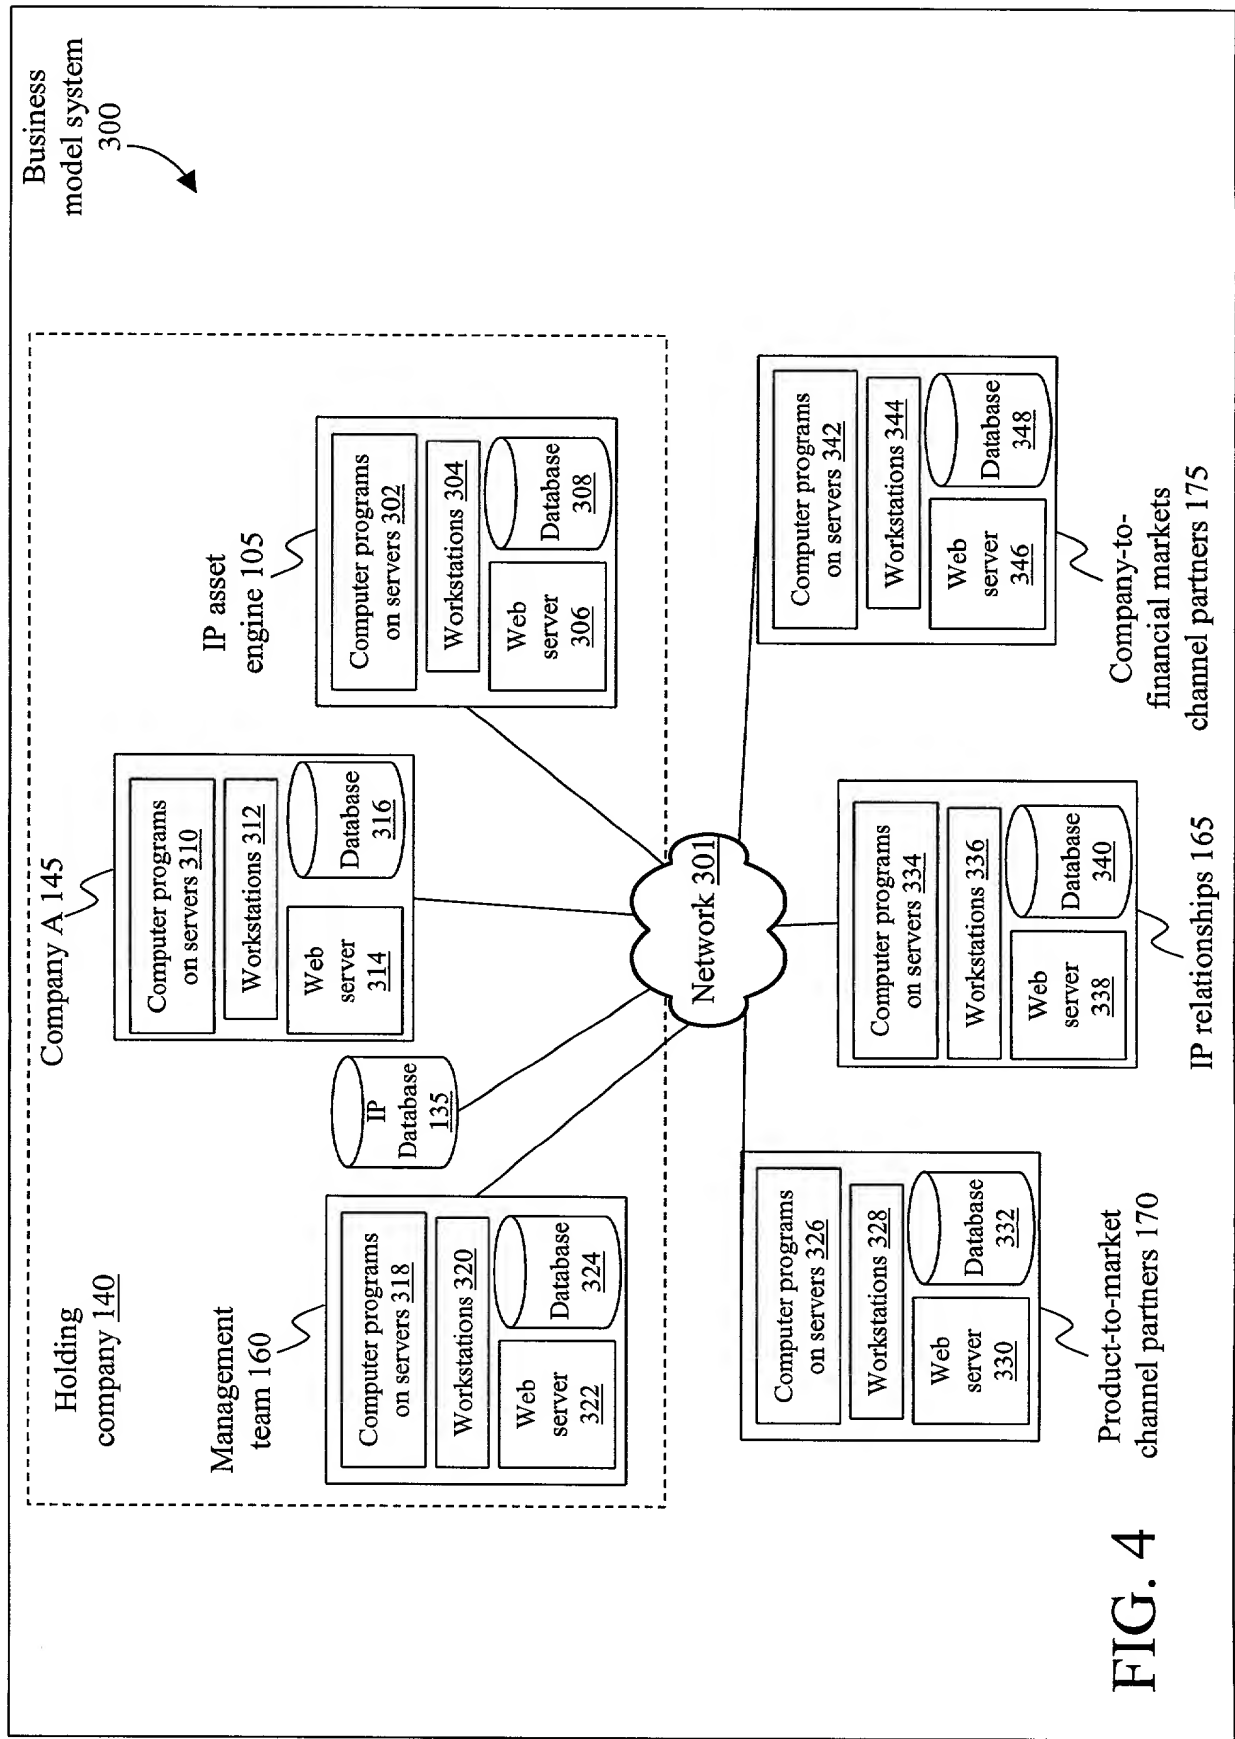 Business
model system
300
Holding
company 140
Company A 145
Computer programs
on servers 310
Workstations 312
Web
server
314
Database
316
Management
team 160
Computer programs
on servers 318
Workstations 320
Web
server
322
Database
324
IP
Database
135
IP asset
engine 105
Computer programs
on servers 302
Workstations 304
Web
server
306
Database
308
Network 301
Computer programs
on servers 326
Workstations 328
Web
server
330
Database
332
Product-to-market
channel partners 170
Computer programs
on servers 334
Workstations 336
Web
server
338
Database
340
IP relationships 165
Computer programs
on servers 342
Workstations 344
Web
server
346
Database
348
Company-to-
financial markets
channel partners 175
FIG. 4